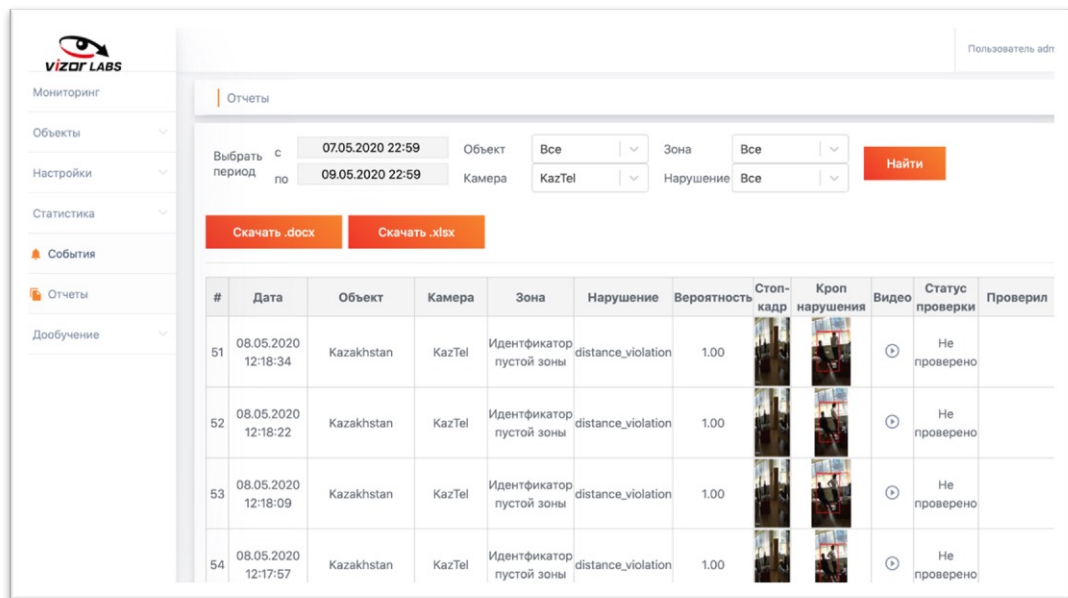 VİZOR LABS
Пользователь adm
Мониторинг
Отчеты
Объекты
Выбрать период
с 07.05.2020 22:59
Объект Все
Зона Все
Найти
Настройки
по 09.05.2020 22:59
Камера KazTel
Нарушение Все
Статистика
Скачать .docx
Скачать .xlsx
События
Отчеты
Дообучение
# Дата Объект Камера Зона Нарушение Вероятность Стоп-кадр Кроп нарушения Видео Статус проверки Проверил
51 08.05.2020 12:18:34 Kazakhstan KazTel Идентфикатор пустой зоны distance_violation 1.00 Не проверено
52 08.05.2020 12:18:22 Kazakhstan KazTel Идентфикатор пустой зоны distance_violation 1.00 Не проверено
53 08.05.2020 12:18:09 Kazakhstan KazTel Идентфикатор пустой зоны distance_violation 1.00 Не проверено
54 08.05.2020 12:17:57 Kazakhstan KazTel Идентфикатор пустой зоны distance_violation 1.00 Не проверено